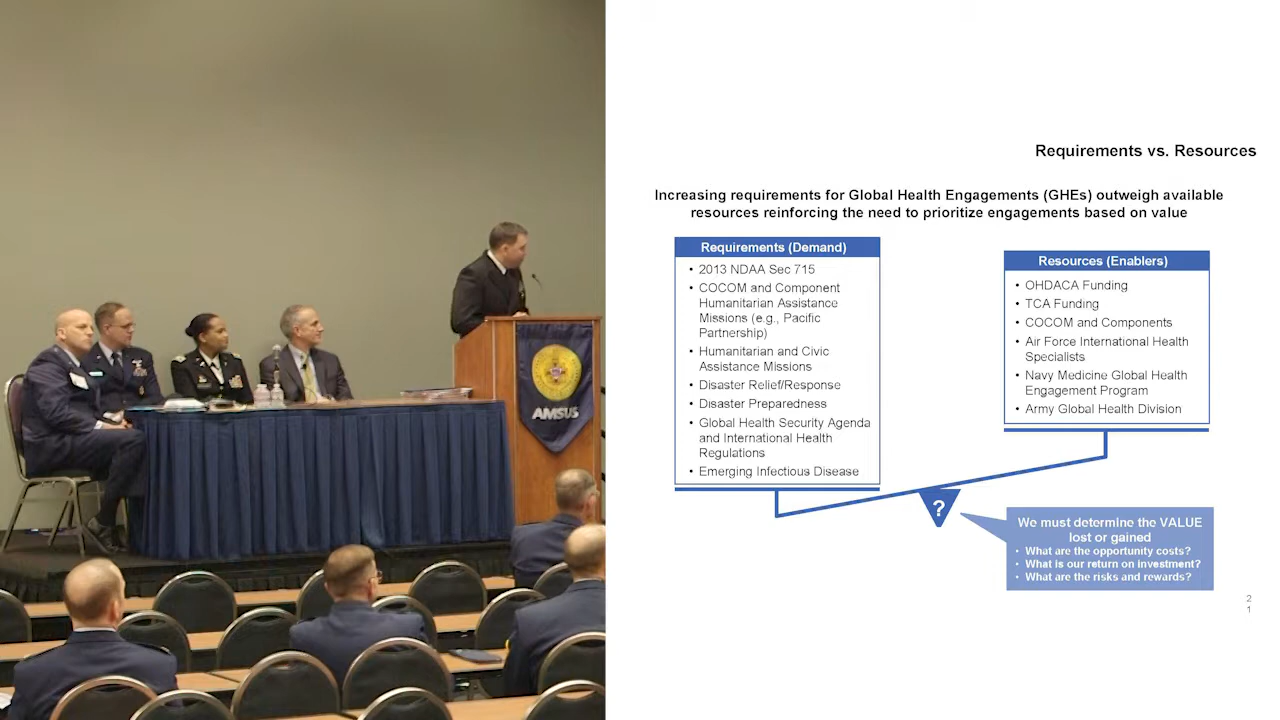 AMSUS
Requirements vs. Resources
Increasing requirements for Global Health Engagements (GHEs) outweigh available
resources reinforcing the need to prioritize engagements based on value
Requirements (Demand)
• 2013 NDAA Sec 715
• COCOM and Component
Humanitarian Assistance
Missions (e.g., Pacific
Partnership)
• Humanitarian and Civic
Assistance Missions
• Disaster Relief/Response
• Disaster Preparedness
• Global Health Security Agenda
and International Health
Regulations
• Emerging Infectious Disease
Resources (Enablers)
• OHDACA Funding
• TCA Funding
• COCOM and Components
• Air Force International Health
Specialists
• Navy Medicine Global Health
Engagement Program
• Army Global Health Division
?
We must determine the VALUE
lost or gained
• What are the opportunity costs?
• What is our return on investment?
• What are the risks and rewards?
2
1